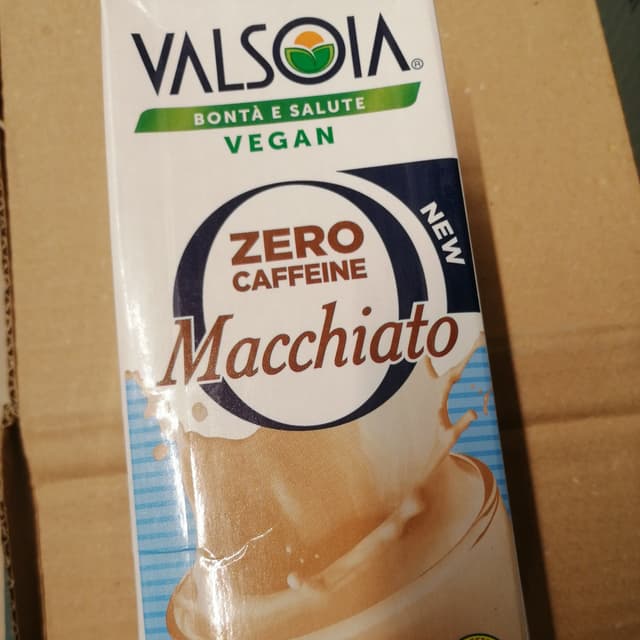 VALSOIA®
BONTÀ E SALUTE
VEGAN
NEW
ZERO
CAFFEINE
Macchiato